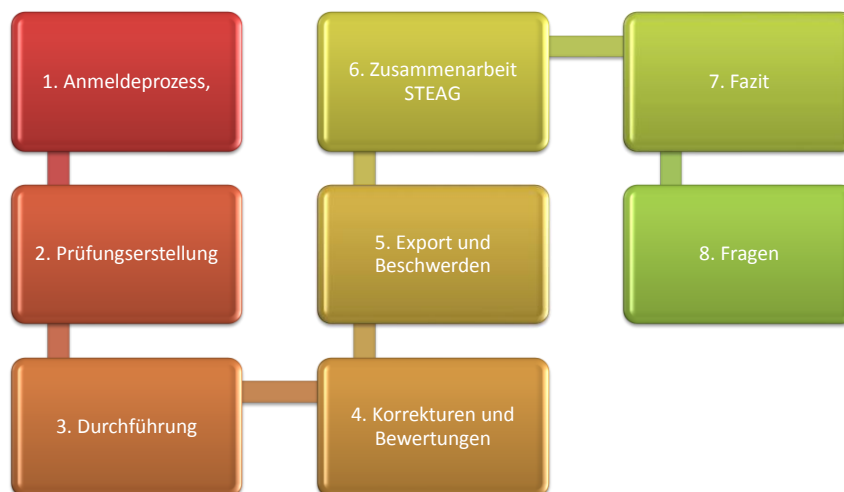 1. Anmeldeprozess,
2. Prüfungserstellung
3. Durchführung
4. Korrekturen und
Bewertungen
5. Export und
Beschwerden
6. Zusammenarbeit
STEAG
7. Fazit
8. Fragen